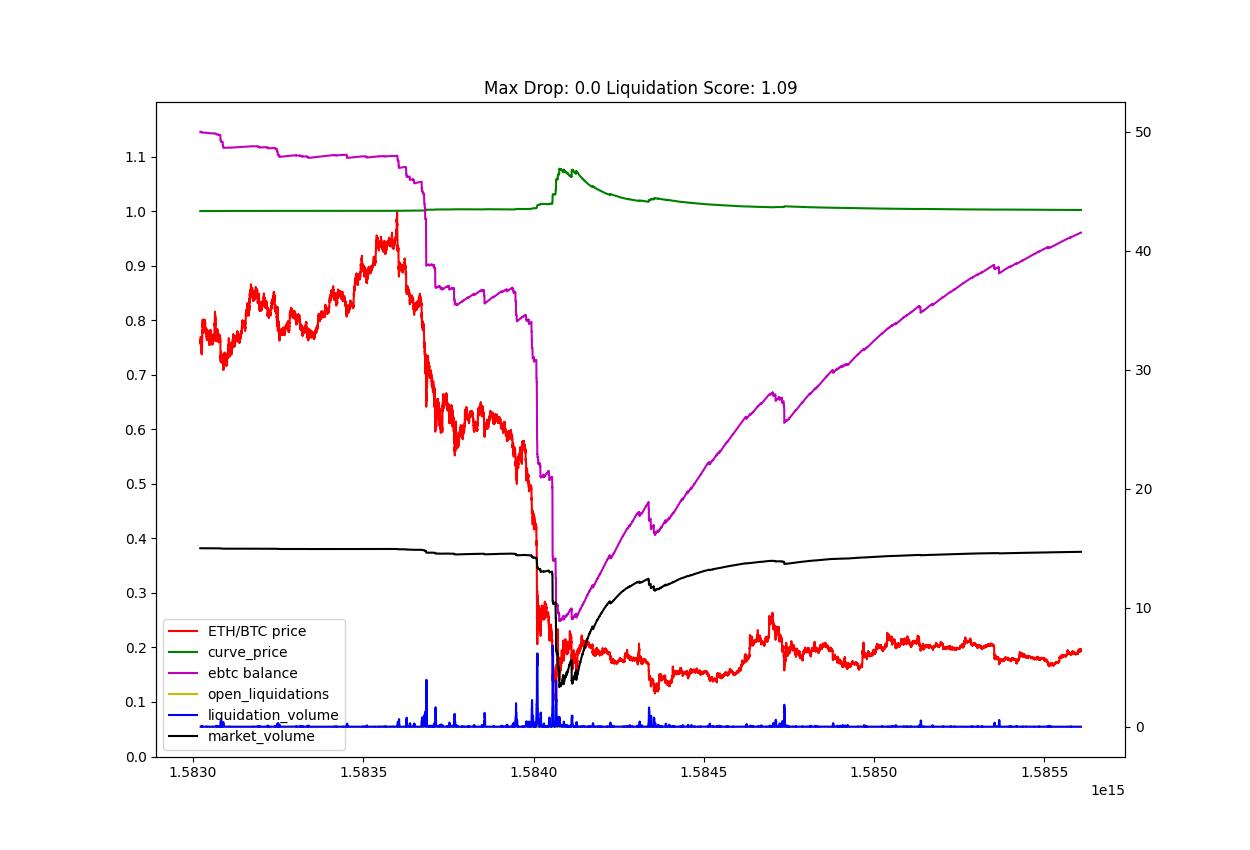 Max Drop: 0.0 Liquidation Score: 1.09
1.1
1.0
0.9
0.8
0.7
0.6
0.5
0.4
0.3
0.2
0.1
0.0
50
40
30
20
10
0
ETH/BTC price
curve_price
ebtc balance
open_liquidations
liquidation_volume
market_volume
1.5830 1.5835 1.5840 1.5845 1.5850 1.5855
1e15